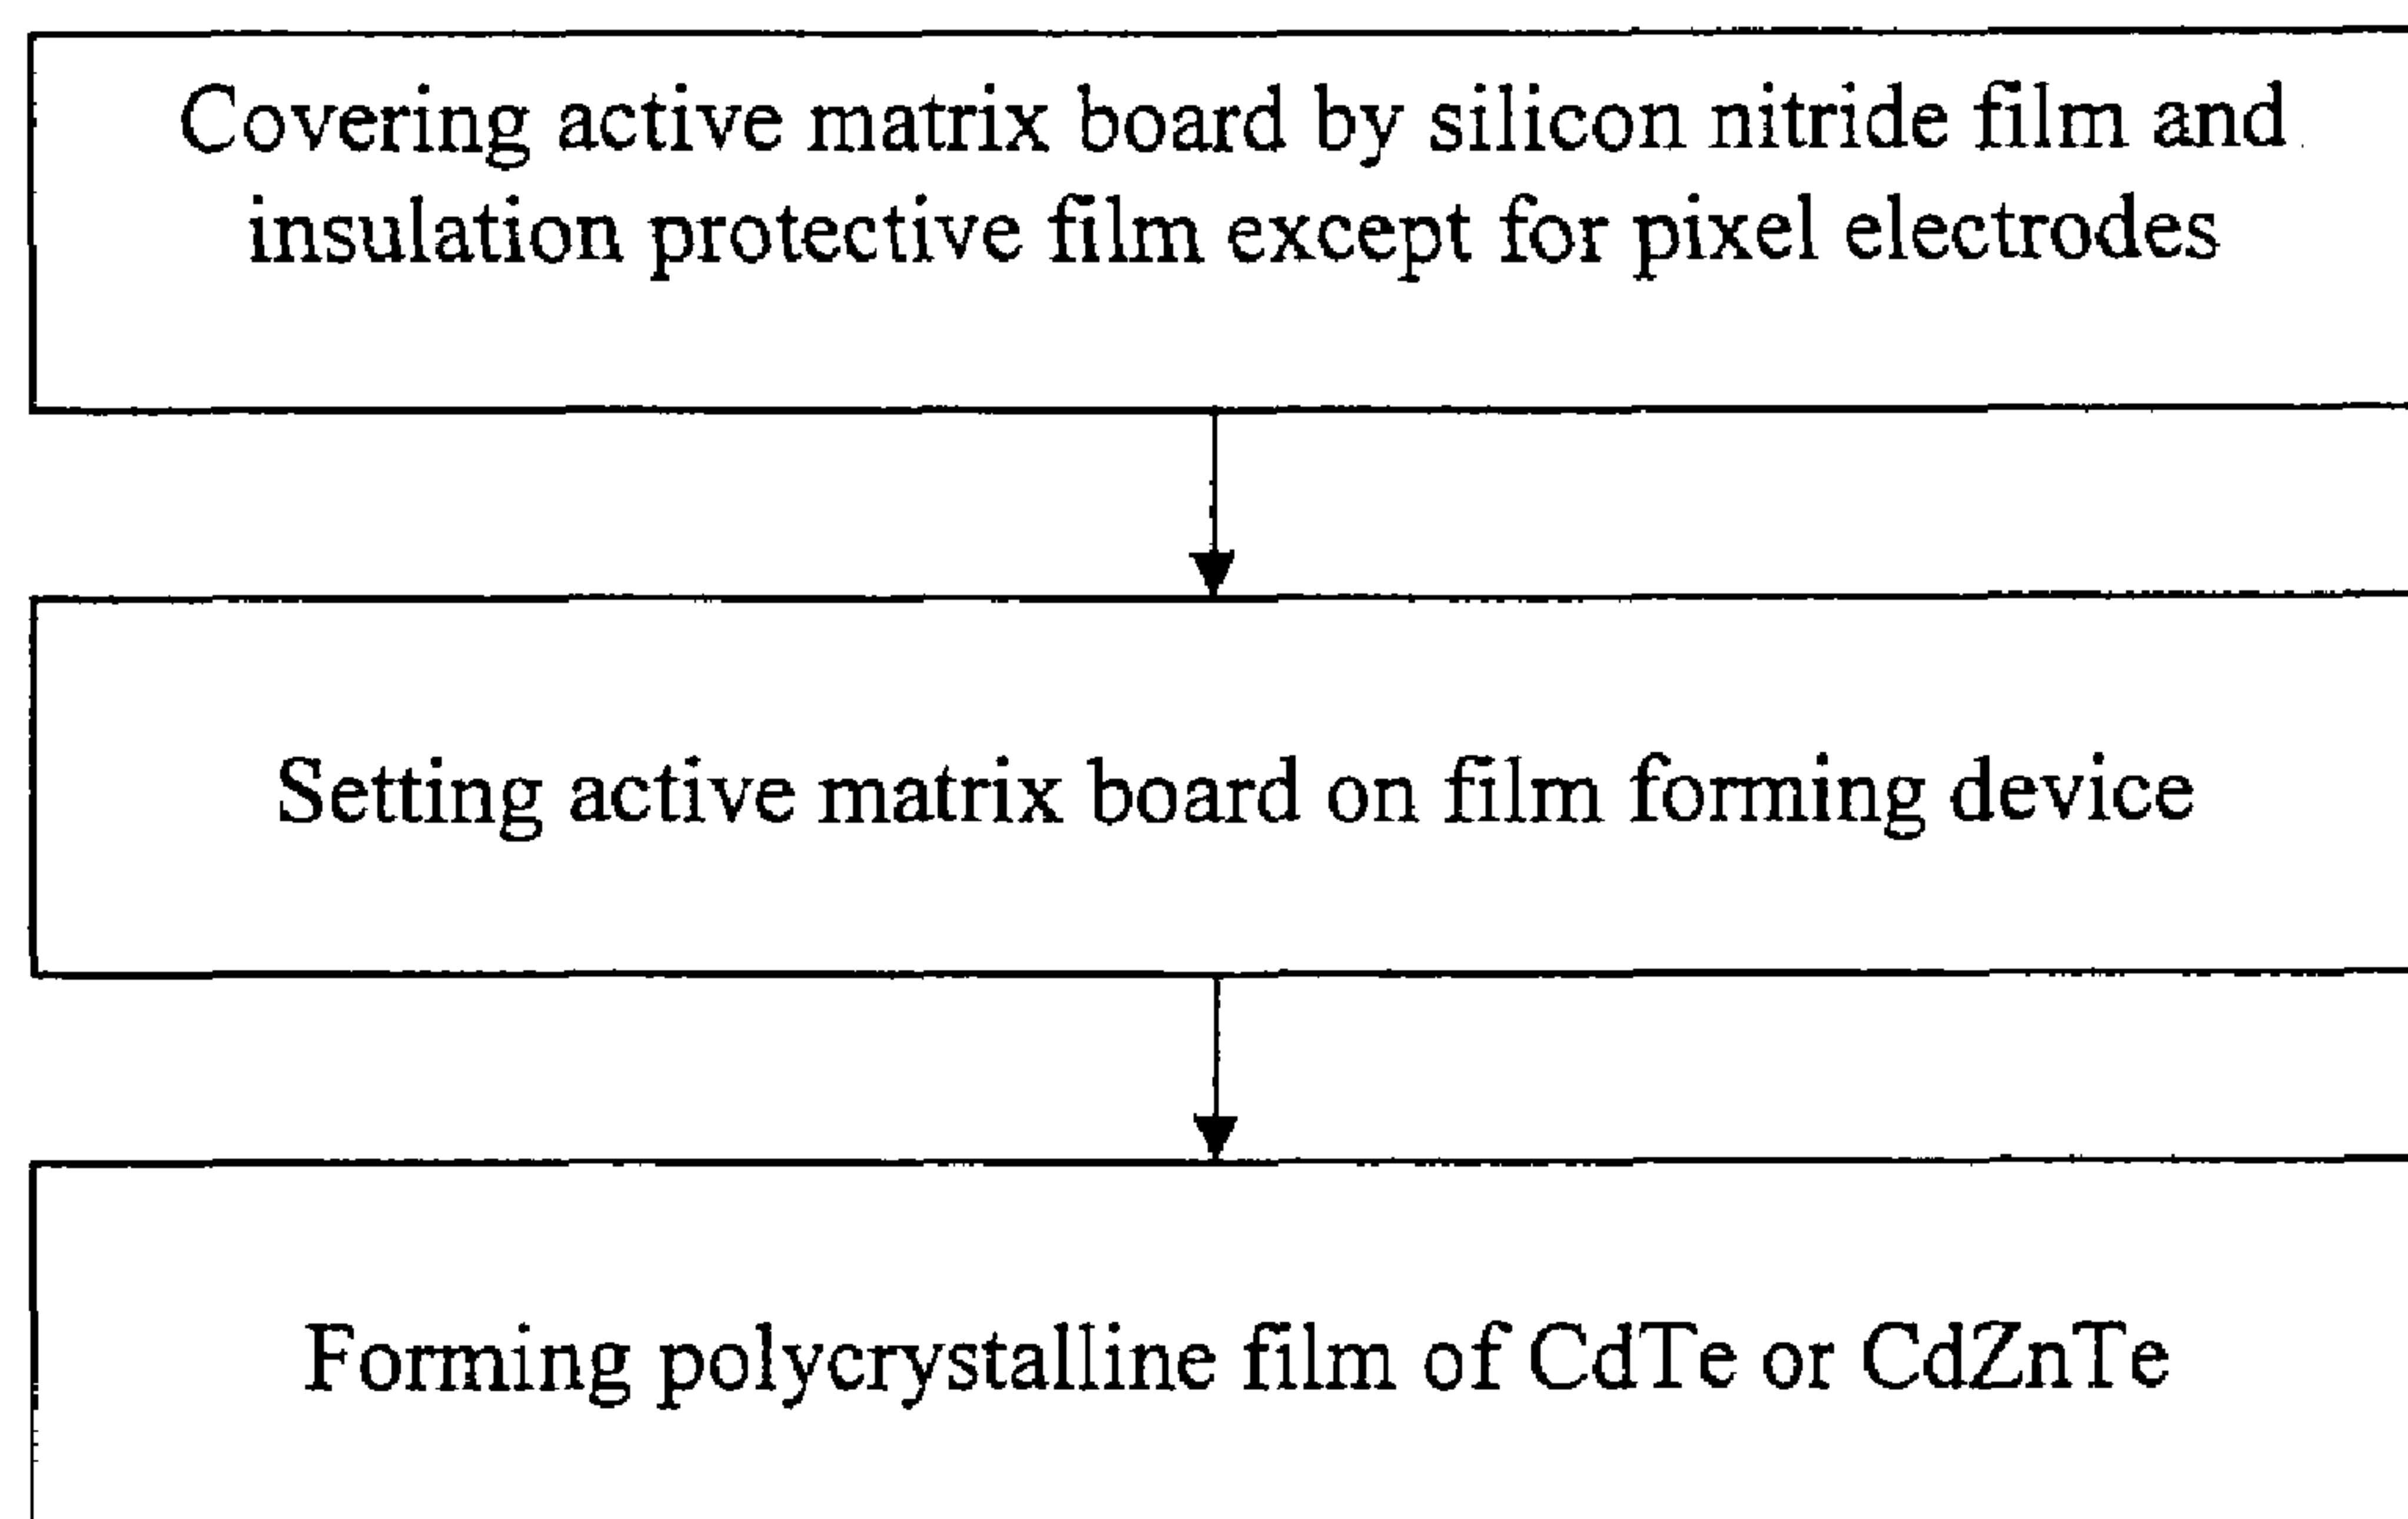 Covering active matrix board by silicon nitride film and
insulation protective film except for pixel electrodes
Setting active matrix board on film forming device
Forming polycrystalline film of CdTe or CdZnTe